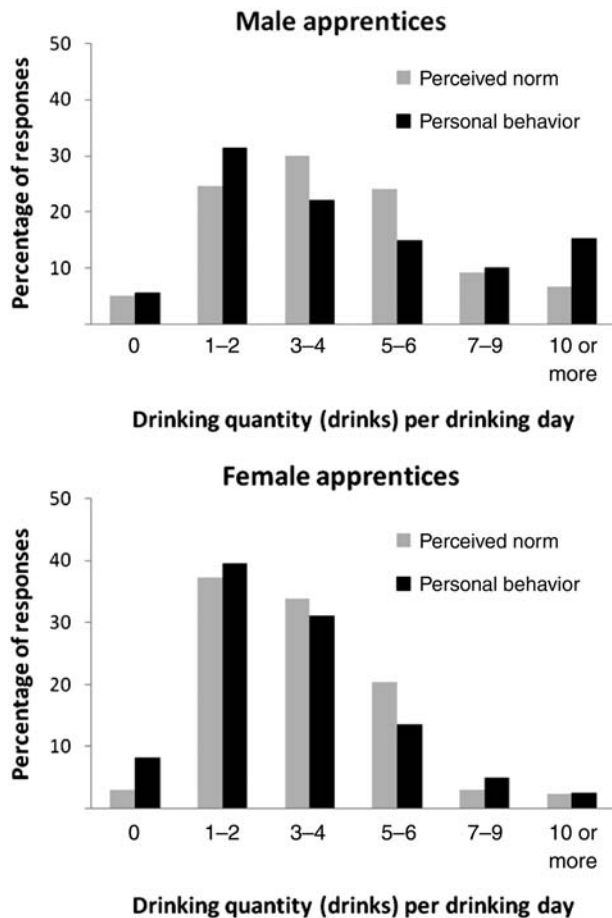 Male apprentices
Percentage of responses
50
40
30
20
10
Perceived norm
Personal behavior
0 1–2 3–4 5–6 7–9 10 or
more
Drinking quantity (drinks) per drinking day
Female apprentices
Percentage of responses
50
40
30
20
10
Perceived norm
Personal behavior
0 1–2 3–4 5–6 7–9 10 or
more
Drinking quantity (drinks) per drinking day